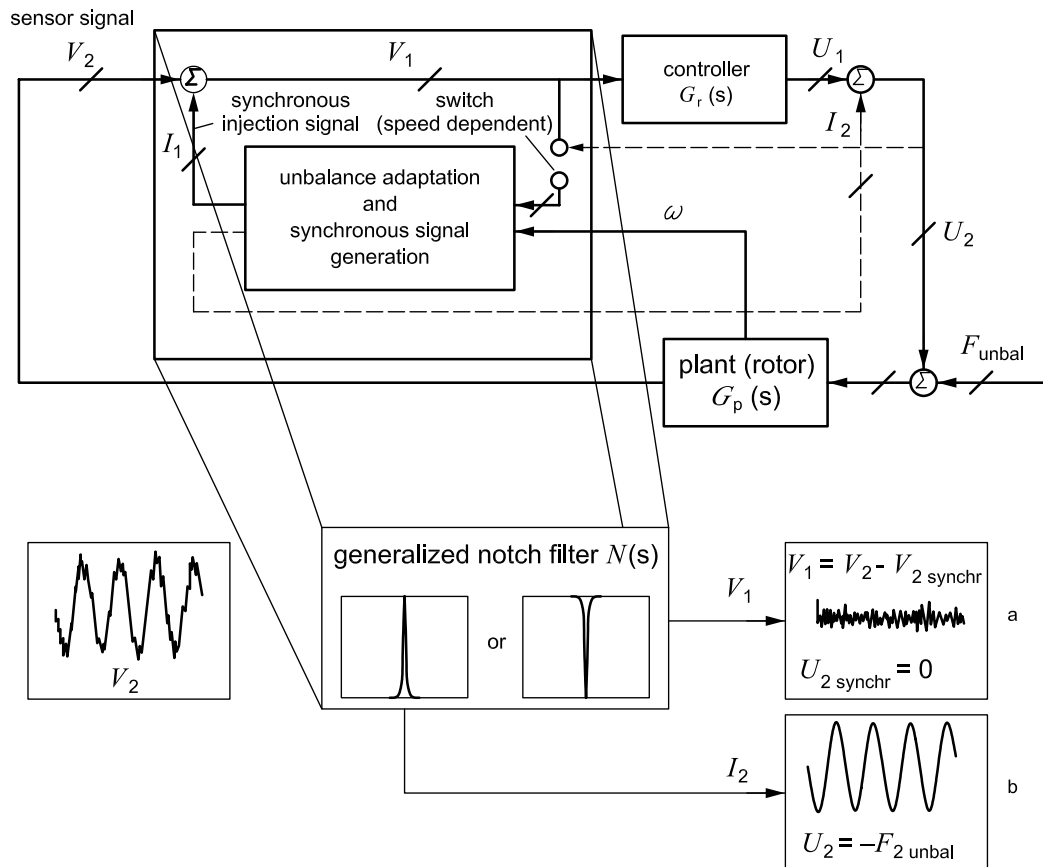 sensor signal
V2
V1
controller
Gr (s)
U1
Σ
Σ
synchronous
injection signal
switch
(speed dependent)
I2
I1
unbalance adaptation
and
synchronous signal
generation
ω
U2
plant (rotor)
Gp (s)
Σ
Funbal
generalized notch filter N(s)
or
V2
V1
V1 = V2 - V2 synchr
U2 synchr = 0
a
I2
U2 = –F2 unbal
b